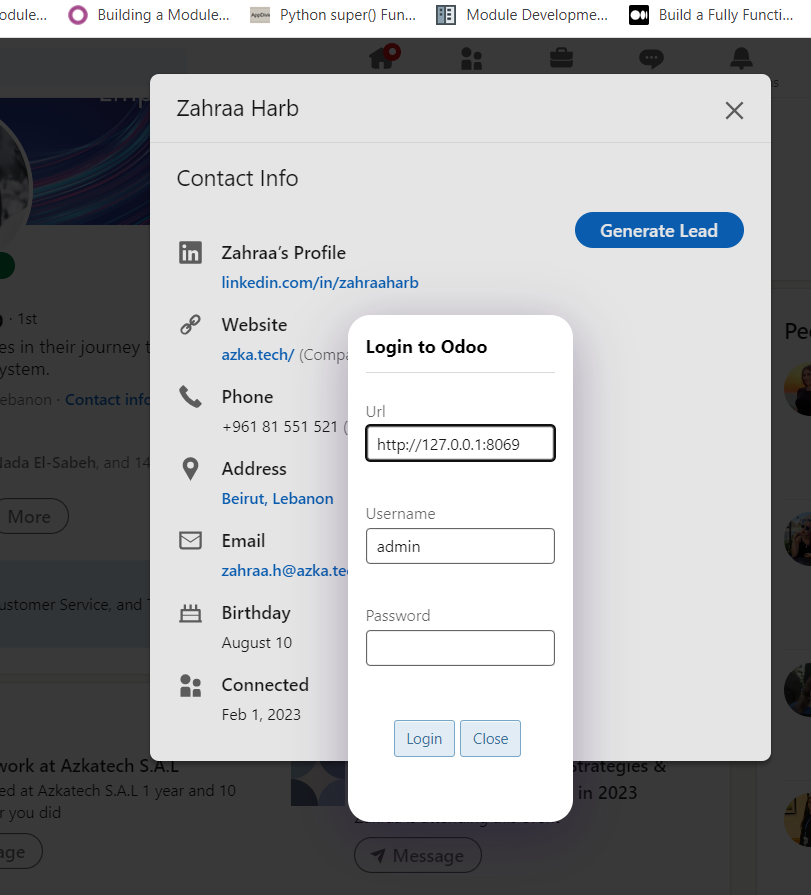 odule...
Building a Module...
AppDividend
Python super() Fun...
Module Developme...
Build a Fully Functi...
Zahraa Harb
Contact Info
Generate Lead
Zahraa's Profile
linkedin.com/in/zahraaharb
· 1st
Website
azka.tech/ (Compa
es in their journey t
ystem.
ebanon · Contact info
Phone
+961 81 551 521 (
Address
Beirut, Lebanon
Nada El-Sabeh, and 14
More
Email
zahraa.h@azka.te
ustomer Service, and
Birthday
August 10
Connected
Feb 1, 2023
Login to Odoo
Url
http://127.0.0.1:8069
Username
admin
Password
Login
Close
Pe
work at Azkatech S.A.L
ed at Azkatech S.A.L 1 year and 10
r you did
age
Strategies &
in 2023
Message